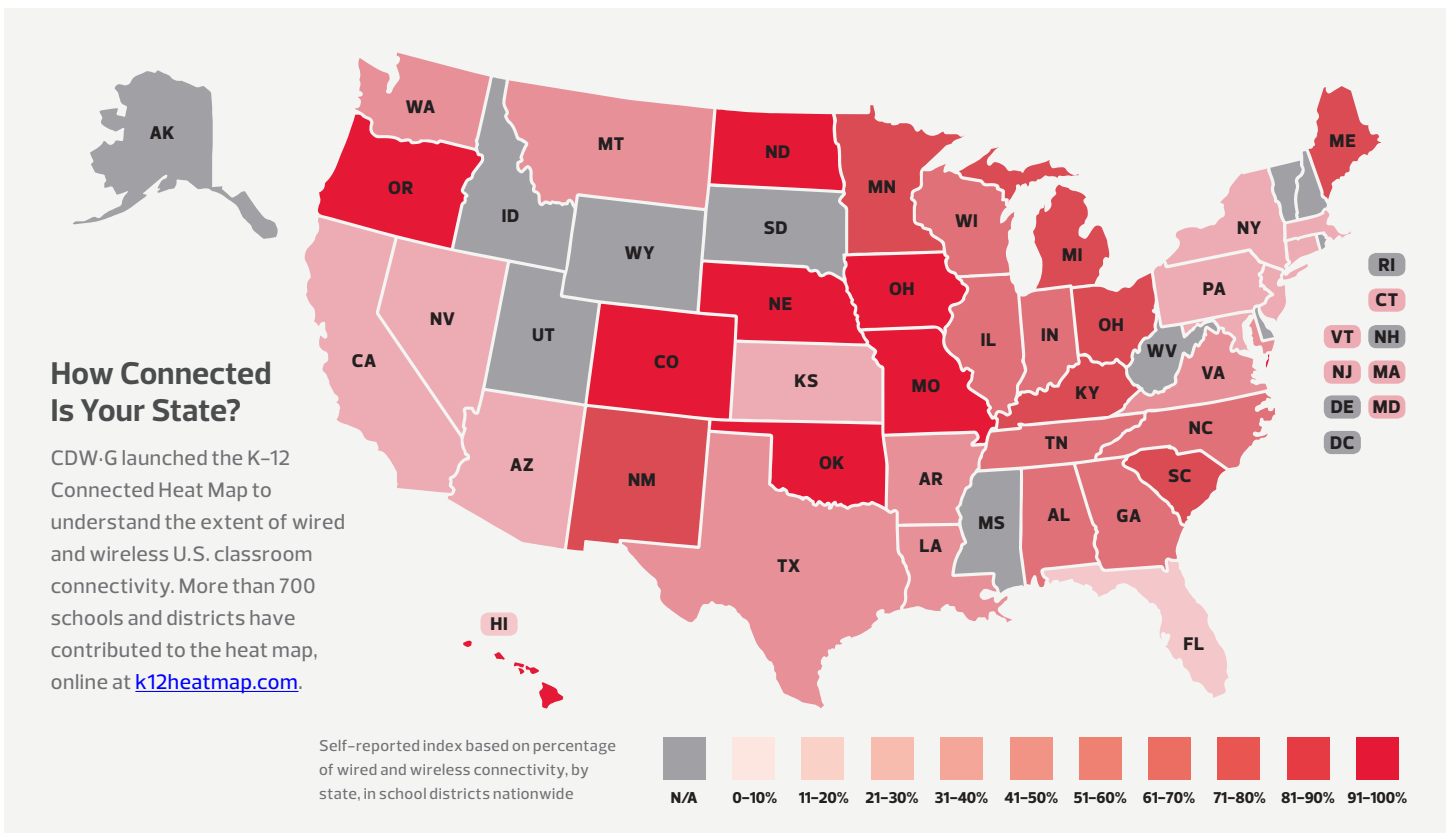 AK
WA
MT
ND
ME
OR
MN
ID
SD
WI
NY
WY
MI
RI
NE
OH
PA
CT
NV
UT
IL
IN
OH
VT
NH
WV
CA
CO
KS
MO
VA
NJ
MA
KY
DE
MD
NC
TN
DC
AZ
NM
OK
AR
SC
MS
AL
GA
LA
TX
HI
FL
How Connected
Is Your State?
CDW·G launched the K–12
Connected Heat Map to
understand the extent of wired
and wireless U.S. classroom
connectivity. More than 700
schools and districts have
contributed to the heat map,
online at k12heatmap.com.
Self-reported index based on percentage
of wired and wireless connectivity, by
state, in school districts nationwide
N/A 0–10% 11–20% 21–30% 31–40% 41–50% 51–60% 61–70% 71–80% 81–90% 91–100%